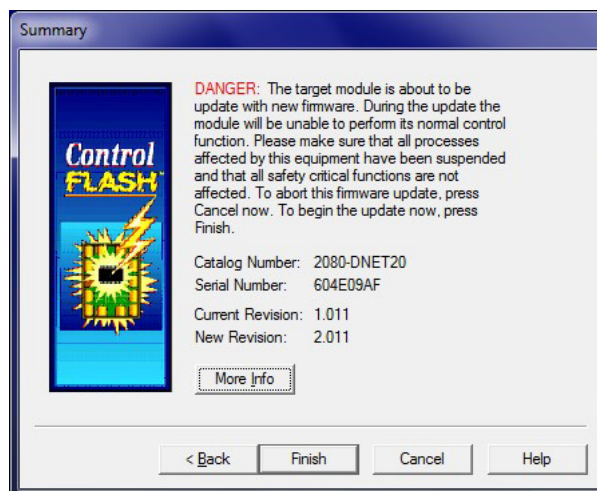 Summary
Control
FLASH
DANGER: The target module is about to be
update with new firmware. During the update the
module will be unable to perform its normal control
function. Please make sure that all processes
affected by this equipment have been suspended
and that all safety critical functions are not
affected. To abort this firmware update, press
Cancel now. To begin the update now, press
Finish.
Catalog Number: 2080-DNET20
Serial Number: 604E09AF
Current Revision: 1.011
New Revision: 2.011
More Info
< Back Finish Cancel Help